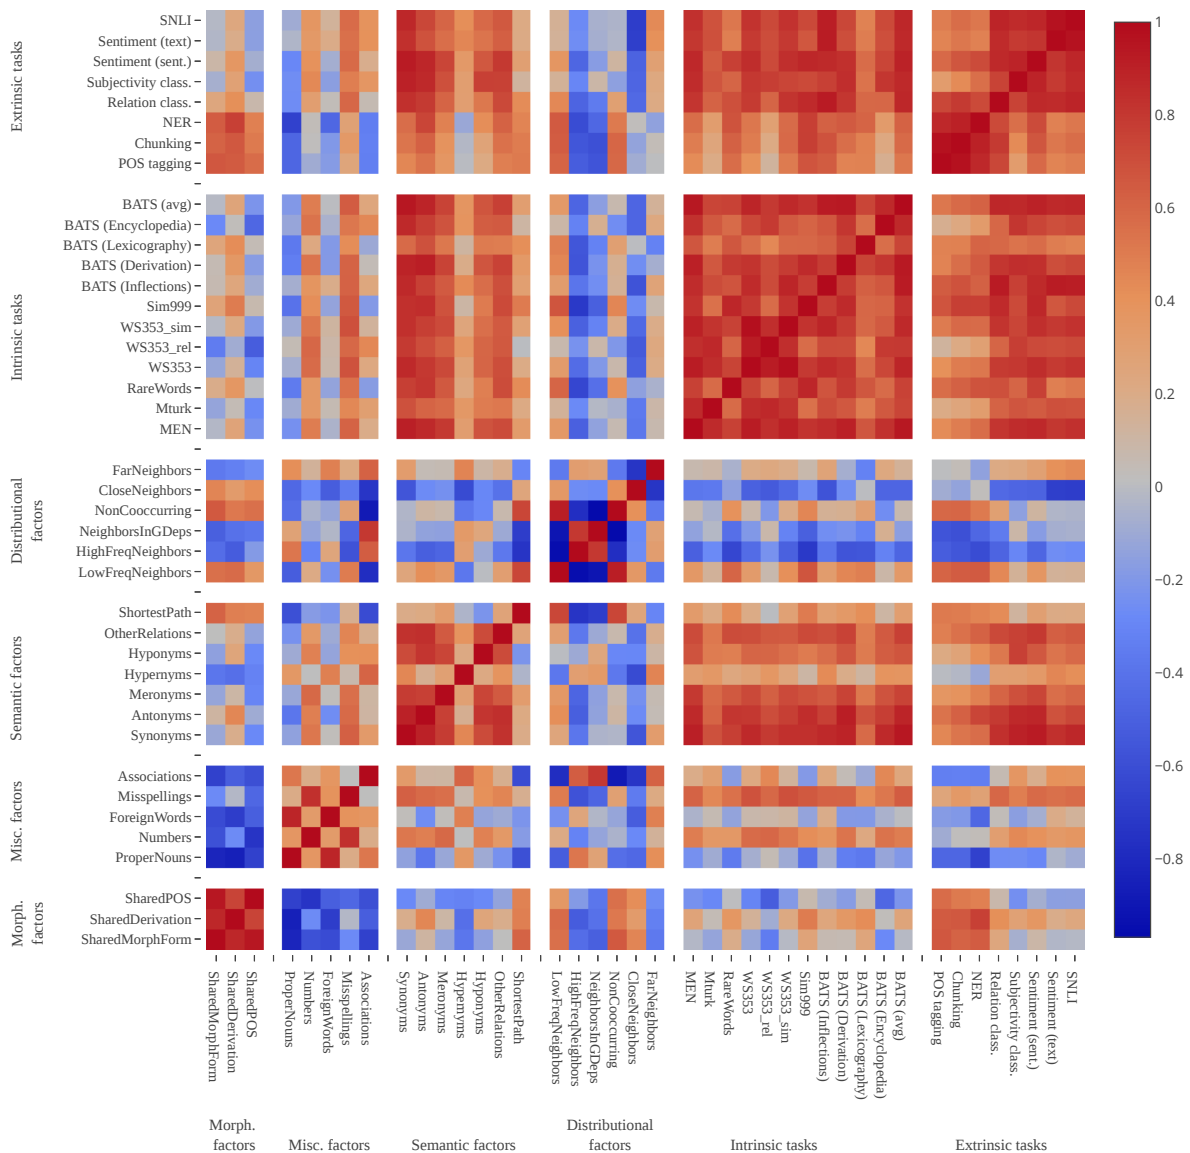 Extrinsic tasks
SNLI
Sentiment (text)
Sentiment (sent.)
Subjectivity class.
Relation class.
NER
Chunking
POS tagging
Intrinsic tasks
BATS (avg)
BATS (Encyclopedia)
BATS (Lexicography)
BATS (Derivation)
BATS (Inflections)
Sim999
WS353_sim
WS353_rel
WS353
RareWords
Mturk
MEN
Distributional
factors
FarNeighbors
CloseNeighbors
NonCooccurring
NeighborsInGDeps
HighFreqNeighbors
LowFreqNeighbors
Semantic factors
ShortestPath
OtherRelations
Hyponyms
Hypernyms
Meronyms
Antonyms
Synonyms
Misc. factors
Associations
Misspellings
ForeignWords
Numbers
ProperNouns
Morph.
factors
SharedPOS
SharedDerivation
SharedMorphForm
SharedMorphForm
SharedDerivation
SharedPOS
ProperNouns
Numbers
ForeignWords
Misspellings
Associations
Synonyms
Antonyms
Meronyms
Hypernyms
Hyponyms
OtherRelations
ShortestPath
LowFreqNeighbors
HighFreqNeighbors
NeighborsInGDeps
NonCooccurring
CloseNeighbors
FarNeighbors
MEN
Mturk
RareWords
WS353
WS353_rel
WS353_sim
Sim999
BATS (Inflections)
BATS (Derivation)
BATS (Lexicography)
BATS (Encyclopedia)
BATS (avg)
POS tagging
Chunking
NER
Relation class.
Subjectivity class.
Sentiment (sent.)
Sentiment (text)
SNLI
Morph.
factors
Misc. factors
Semantic factors
Distributional
factors
Intrinsic tasks
Extrinsic tasks
1
0.8
0.6
0.4
0.2
0
−0.2
−0.4
−0.6
−0.8